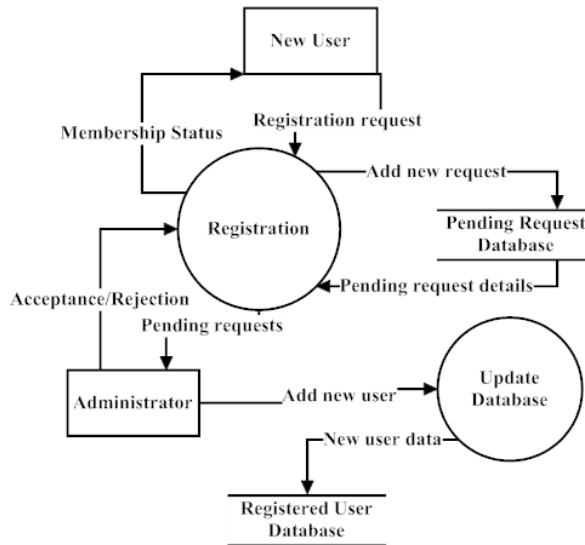 New User
Registration request
Membership Status
Add new request
Registration
Pending Request
Database
Pending request details
Acceptance/Rejection
Pending requests
Administrator
Add new user
Update
Database
New user data
Registered User
Database